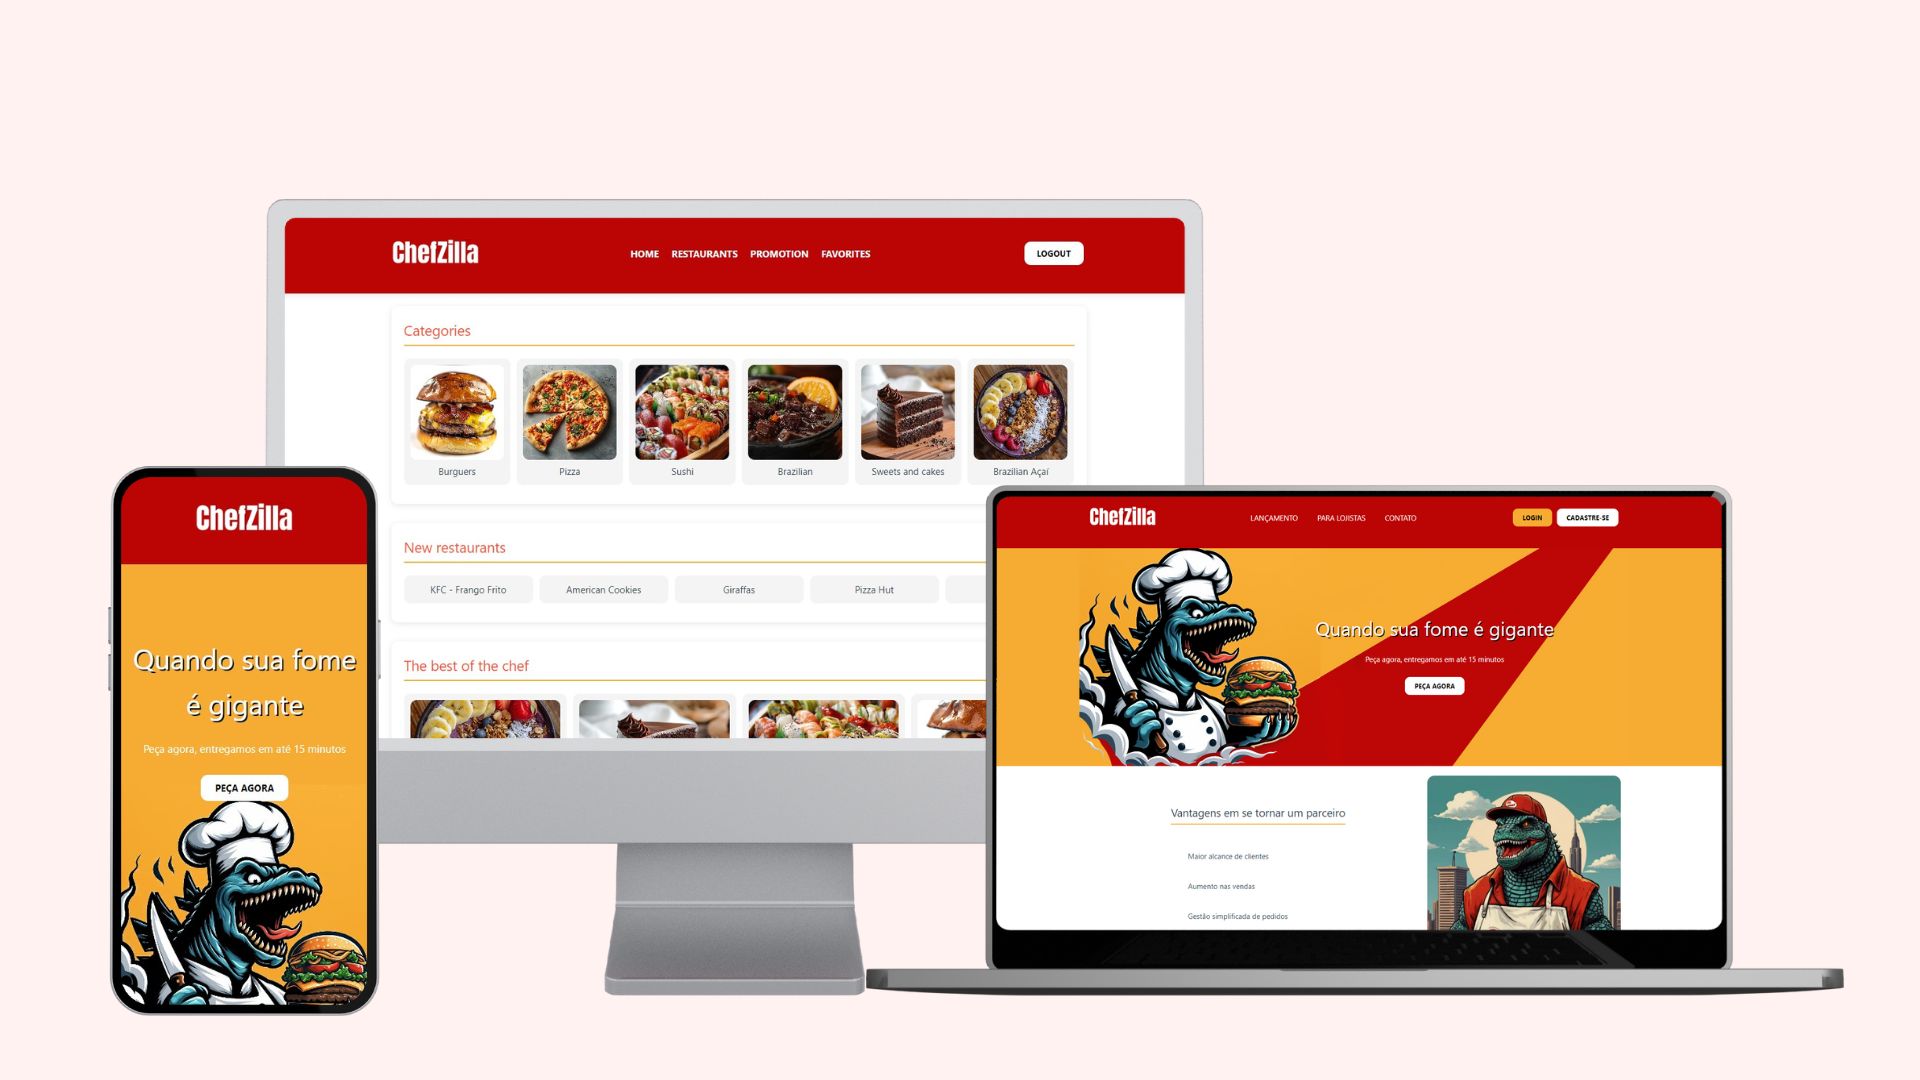 ChefZilla
HOME RESTAURANTS PROMOTION FAVORITES
LOGOUT
Categories
Burguers
Pizza
Sushi
Brazilian
Sweets and cakes
Brazilian Açaí
New restaurants
KFC - Frango Frito
American Cookies
Giraffas
Pizza Hut
The best of the chef
ChefZilla
Quando sua fome
é gigante
Peça agora, entregamos em até 15 minutos
PEÇA AGORA
ChefZilla
LANÇAMENTO PARA LOJISTAS CONTATO
LOGIN
CADASTRE-SE
Quando sua fome é gigante
Peça agora, entregamos em até 15 minutos
PEÇA AGORA
Vantagens em se tornar um parceiro
Maior alcance de clientes
Aumento nas vendas
Gestão simplificada de pedidos